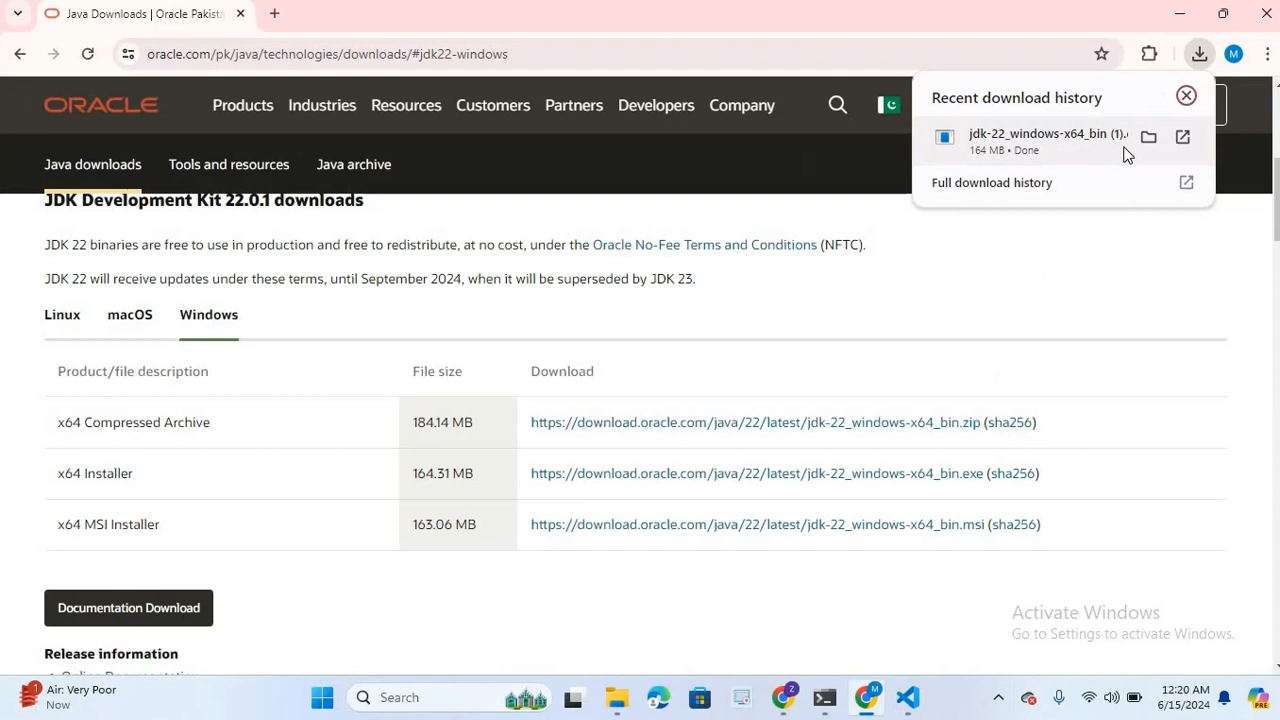 Java Downloads | Oracle Pakista
oracle.com/pk/java/technologies/downloads/#jdk22-windows
M
Recent download history
jdk-22_windows-x64_bin (1).
164 MB • Done
Full download history
ORACLE
Products
Industries
Resources
Customers
Partners
Developers
Company
Java downloads
Tools and resources
Java archive
JDK Development Kit 22.0.1 downloads
JDK 22 binaries are free to use in production and free to redistribute, at no cost, under the Oracle No-Fee Terms and Conditions (NFTC).
JDK 22 will receive updates under these terms, until September 2024, when it will be superseded by JDK 23.
Linux
macOS
Windows
Product/file description
File size
Download
x64 Compressed Archive
184.14 MB
https://download.oracle.com/java/22/latest/jdk-22_windows-x64_bin.zip (sha256)
x64 Installer
164.31 MB
https://download.oracle.com/java/22/latest/jdk-22_windows-x64_bin.exe (sha256)
x64 MSI Installer
163.06 MB
https://download.oracle.com/java/22/latest/jdk-22_windows-x64_bin.msi (sha256)
Documentation Download
Activate Windows
Go to Settings to activate Windows.
Release information
1
Air: Very Poor
Now
Search
Z
M
12:20 AM
6/15/2024
PRE